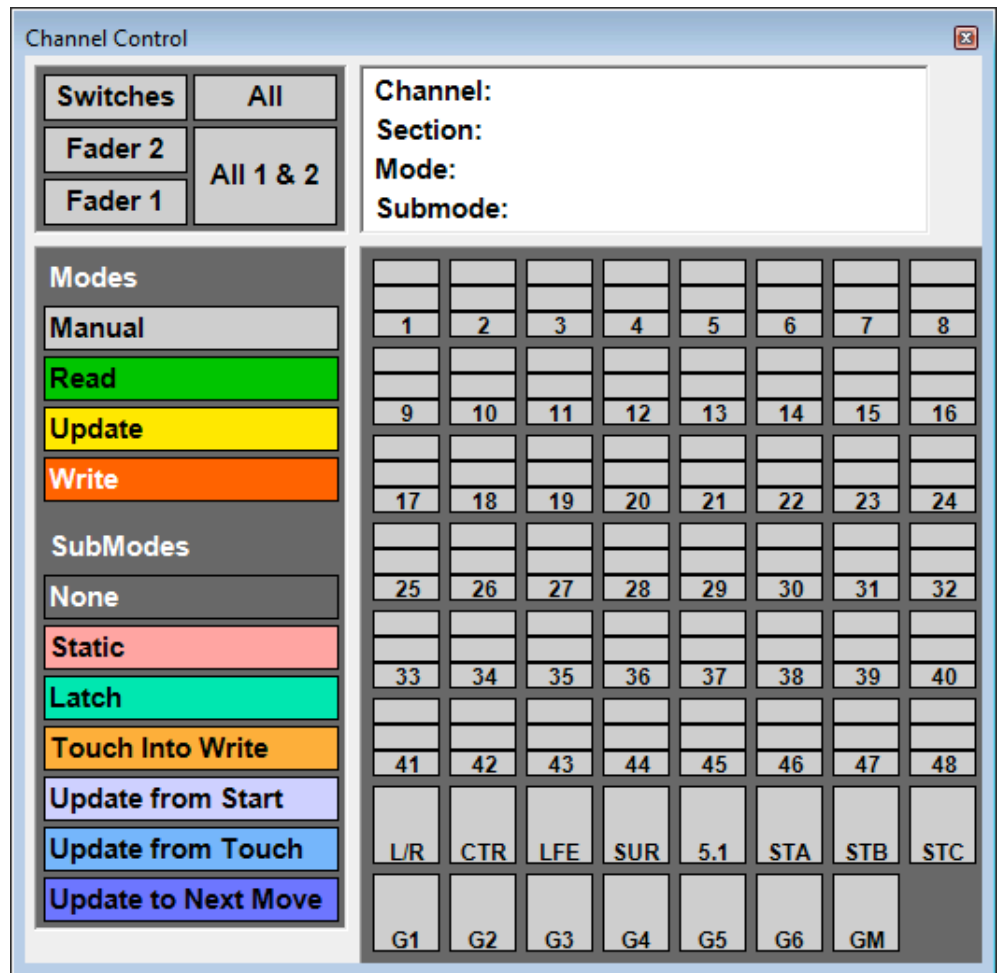 Channel Control
Switches All
Fader 2
All 1 & 2
Fader 1
Channel:
Section:
Mode:
Submode:
Modes
Manual
Read
Update
Write
SubModes
None
Static
Latch
Touch Into Write
Update from Start
Update from Touch
Update to Next Move
1 2 3 4 5 6 7 8
9 10 11 12 13 14 15 16
17 18 19 20 21 22 23 24
25 26 27 28 29 30 31 32
33 34 35 36 37 38 39 40
41 42 43 44 45 46 47 48
L/R CTR LFE SUR 5.1 STA STB STC
G1 G2 G3 G4 G5 G6 GM